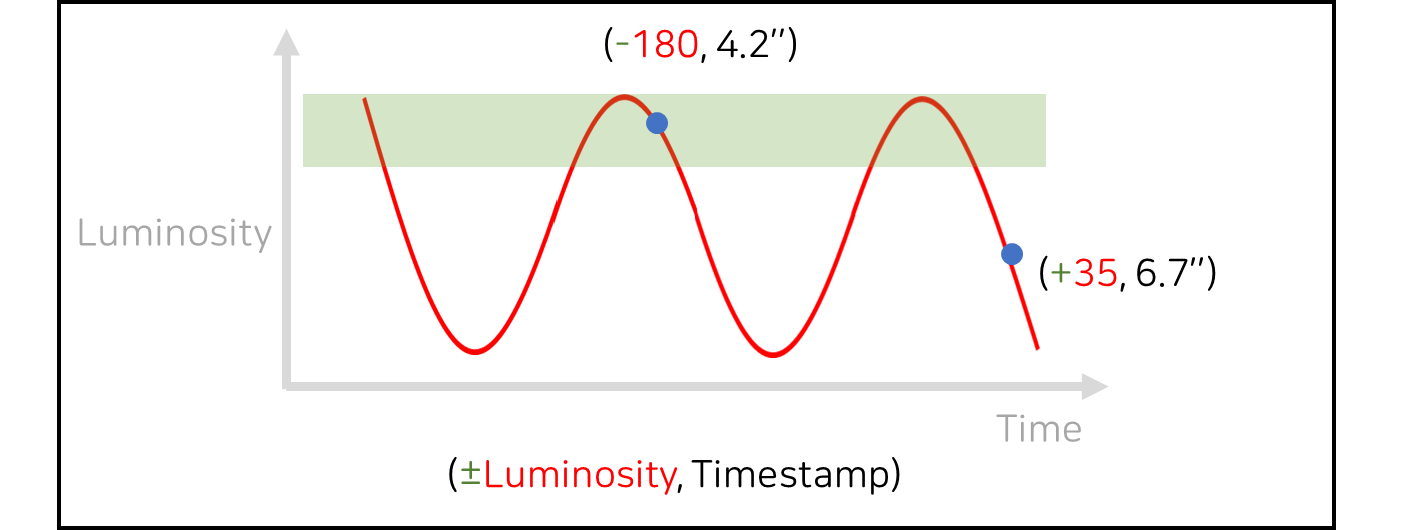 (-180, 4.2”)
Luminosity
(+35, 6.7”)
Time
(±Luminosity, Timestamp)